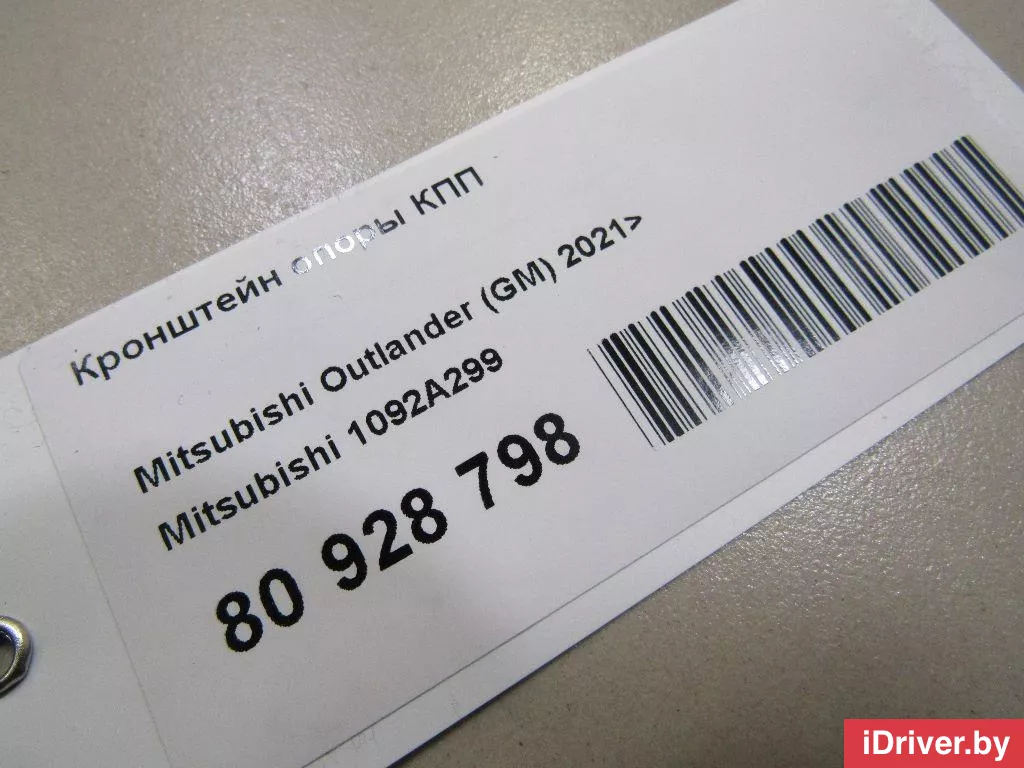 Кронштейн опоры КПП
Mitsubishi Outlander (GM) 2021>
Mitsubishi 1092A299
80 928 798
iDriver.by